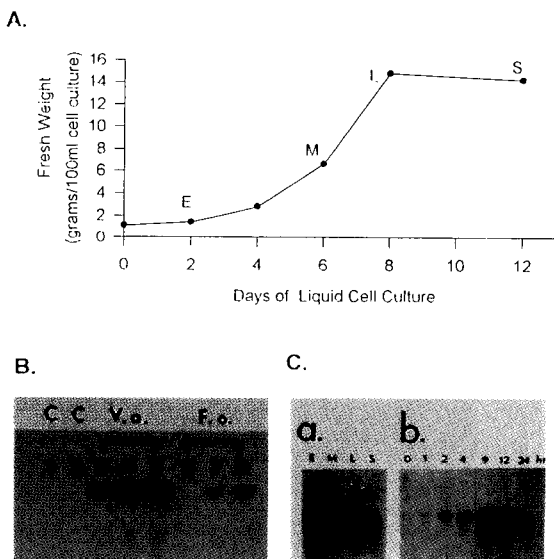 A.
Fresh Weight
(grams/100ml cell culture)
16
14
12
10
8
6
4
2
0
E
M
L
S
0 2 4 6 8 10 12
Days of Liquid Cell Culture
B.
C C V.a. F.o.
C.
a.
E M L S
b.
0 1 2 4 8 12 24 hr